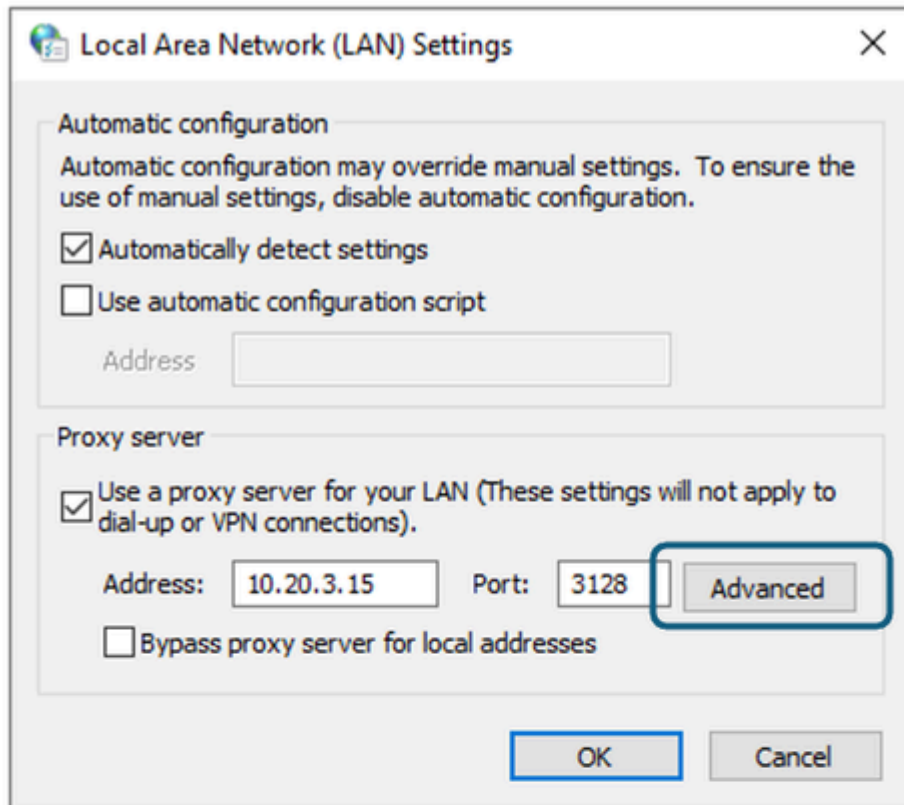 Local Area Network (LAN) Settings
Automatic configuration
Automatic configuration may override manual settings.  To ensure the
use of manual settings, disable automatic configuration.
Automatically detect settings
Use automatic configuration script
Address
Proxy server
Use a proxy server for your LAN (These settings will not apply to
dial-up or VPN connections).
Address: 10.20.3.15 Port: 3128 Advanced
Bypass proxy server for local addresses
OK Cancel